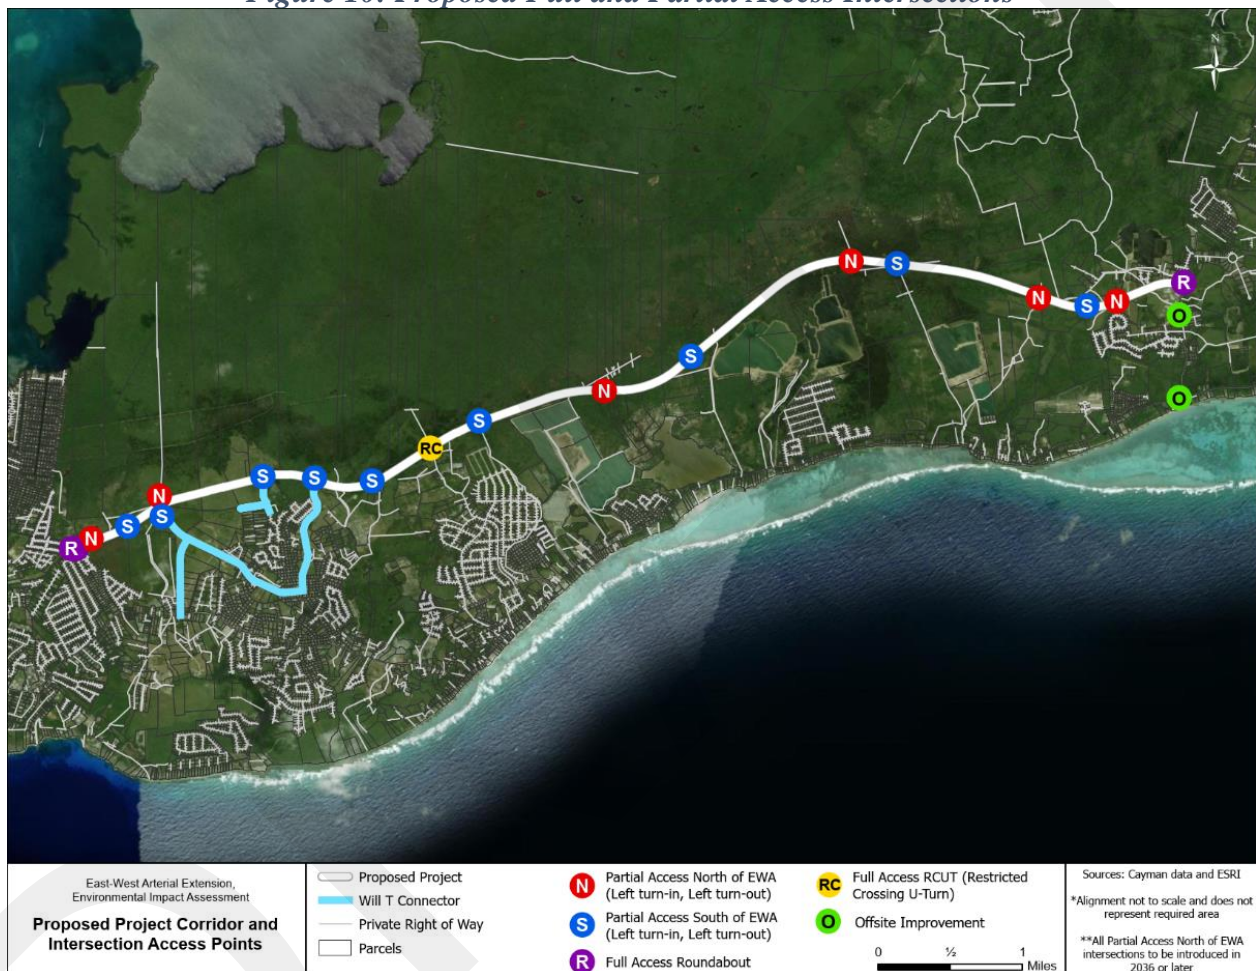 Figure 10: Proposed Full and Partial Access Intersections
N
N
S
N
S
N
R
O
S
N
O
S
RC
S
S
S
N
S
S
N
R
East-West Arterial Extension,
Environmental Impact Assessment
Proposed Project Corridor and
Intersection Access Points
Proposed Project
Will T Connector
Private Right of Way
Parcels
N Partial Access North of EWA
(Left turn-in, Left turn-out)
S Partial Access South of EWA
(Left turn-in, Left turn-out)
R Full Access Roundabout
RC Full Access RCUT (Restricted
Crossing U-Turn)
O Offsite Improvement
0 ½ 1
Miles
Sources: Cayman data and ESRI
*Alignment not to scale and does not
represent required area
**All Partial Access North of EWA
intersections to be introduced in
2036 or later